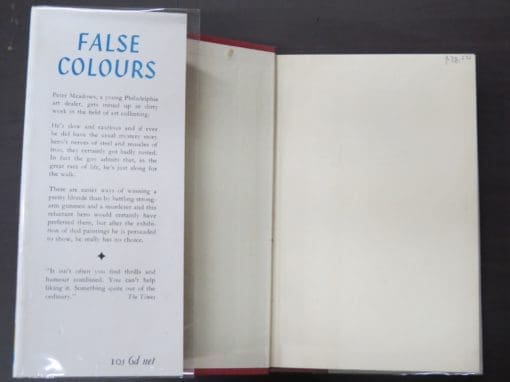 FALSE
COLOURS
Peter Meadows, a young Philadelphia
art dealer, gets mixed up in dirty
work in the field of art collecting.
He's slow and cautious and if ever
he did have the usual mystery story
hero's nerves of steel and muscles of
iron, they certainly got badly rusted.
In fact the guy admits that, in the
great race of life, he's just along for
the walk.
There are easier ways of winning a
pretty blonde than by battling strong-
arm gunmen and a murderer and this
reluctant hero would certainly have
preferred them, but after the exhibi-
tion of dud paintings he is persuaded
to show, he really has no choice.
"It isn't often you find thrills and
humour combined. You can't help
liking it. Something quite out of the
ordinary." The Times
10s 6d net